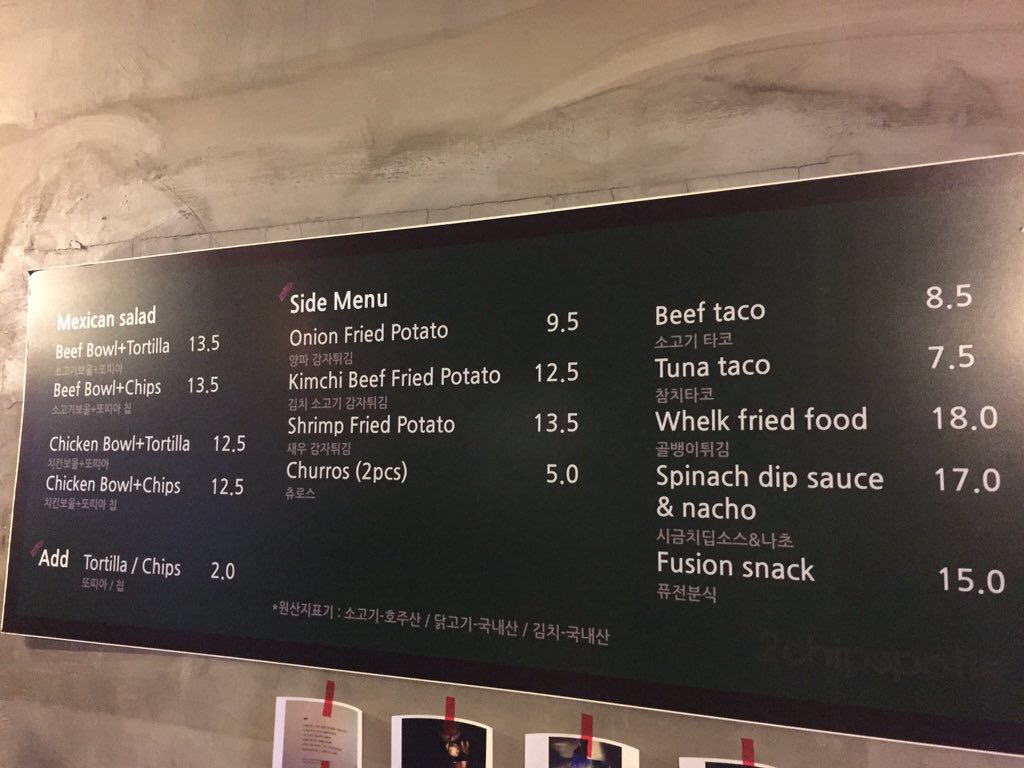 Mexican salad
Beef Bowl+Tortilla 13.5
소고기보울+또띠아
Beef Bowl+Chips 13.5
소고기보울+또띠아 칩
Chicken Bowl+Tortilla 12.5
치킨보울+또띠아
Chicken Bowl+Chips 12.5
치킨보울+또띠아 칩
Add Tortilla / Chips 2.0
또띠아 / 칩
Side Menu
Onion Fried Potato 9.5
양파 감자튀김
Kimchi Beef Fried Potato 12.5
김치 소고기 감자튀김
Shrimp Fried Potato 13.5
새우 감자튀김
Churros (2pcs) 5.0
츄로스
Beef taco 8.5
소고기 타코
Tuna taco 7.5
참치타코
Whelk fried food 18.0
골뱅이튀김
Spinach dip sauce 17.0
& nacho
시금치딥소스&나쵸
Fusion snack 15.0
퓨전분식
*원산지표기 : 소고기-호주산 / 닭고기-국내산 / 김치-국내산